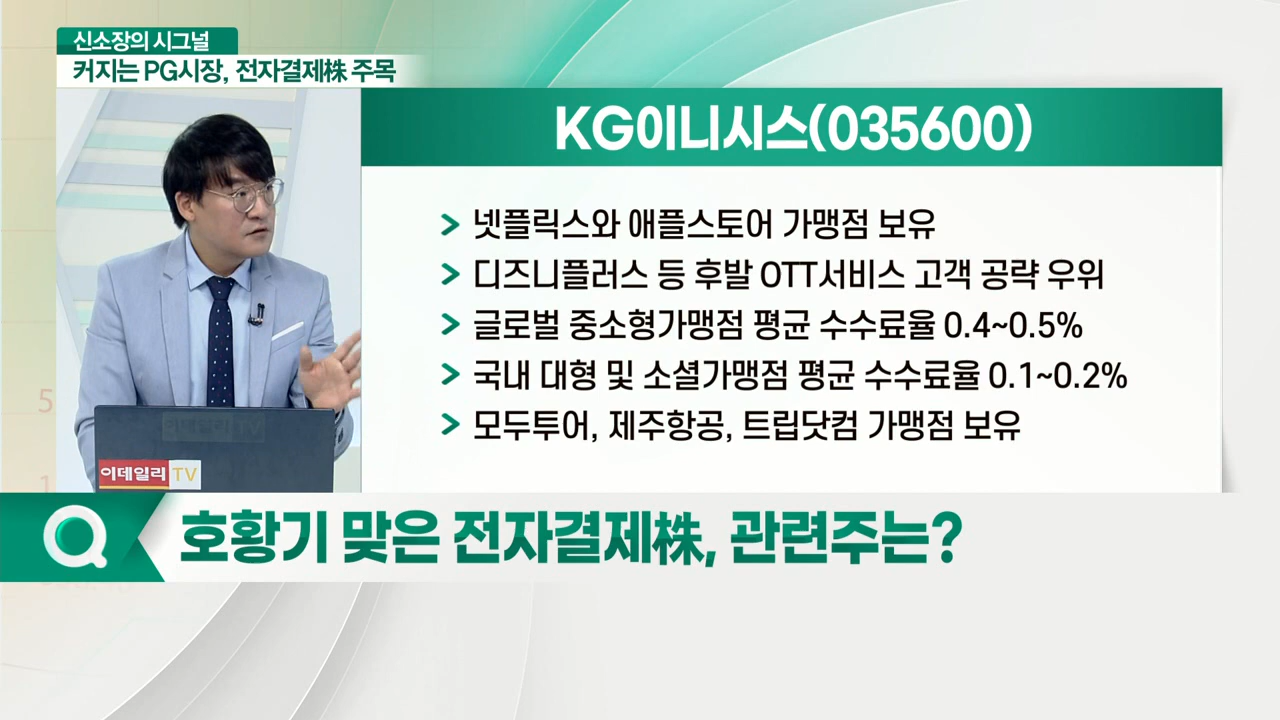 신소장의 시그널
커지는 PG시장, 전자결제株 주목
KG이니시스(035600)
넷플릭스와 애플스토어 가맹점 보유
디즈니플러스 등 후발 OTT서비스 고객 공략 우위
글로벌 중소형가맹점 평균 수수료율 0.4~0.5%
국내 대형 및 소셜가맹점 평균 수수료율 0.1~0.2%
모두투어, 제주항공, 트립닷컴 가맹점 보유
이데일리 TV
이데일리 TV
호황기 맞은 전자결제株, 관련주는?